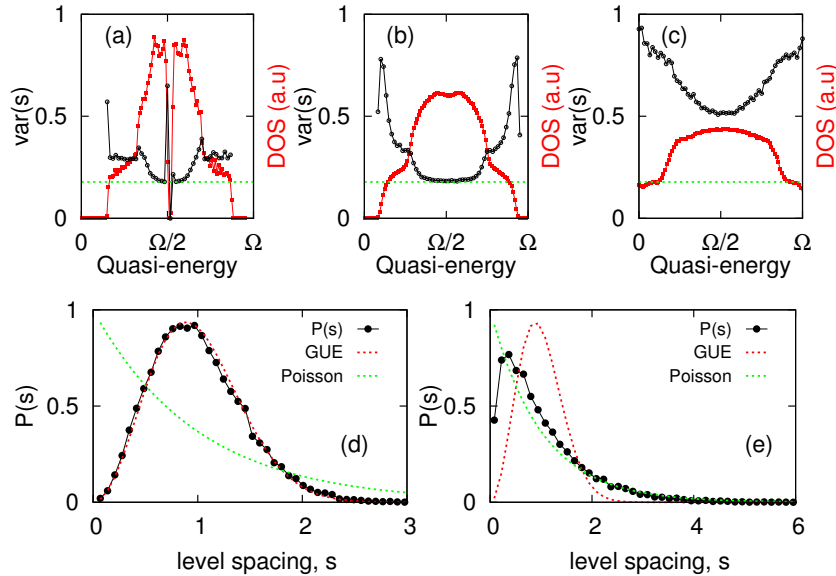 (a)
1
0.5
0
var(s)
DOS (a.u)
0 Ω/2 Ω
Quasi-energy
(b)
1
0.5
0
var(s)
DOS (a.u)
0 Ω/2 Ω
Quasi-energy
(c)
1
0.5
0
var(s)
DOS (a.u)
0 Ω/2 Ω
Quasi-energy
1
0.5
0
P(s)
P(s)
GUE
Poisson
(d)
0 1 2 3
level spacing, s
1
0.5
0
P(s)
P(s)
GUE
Poisson
(e)
0 2 4 6
level spacing, s